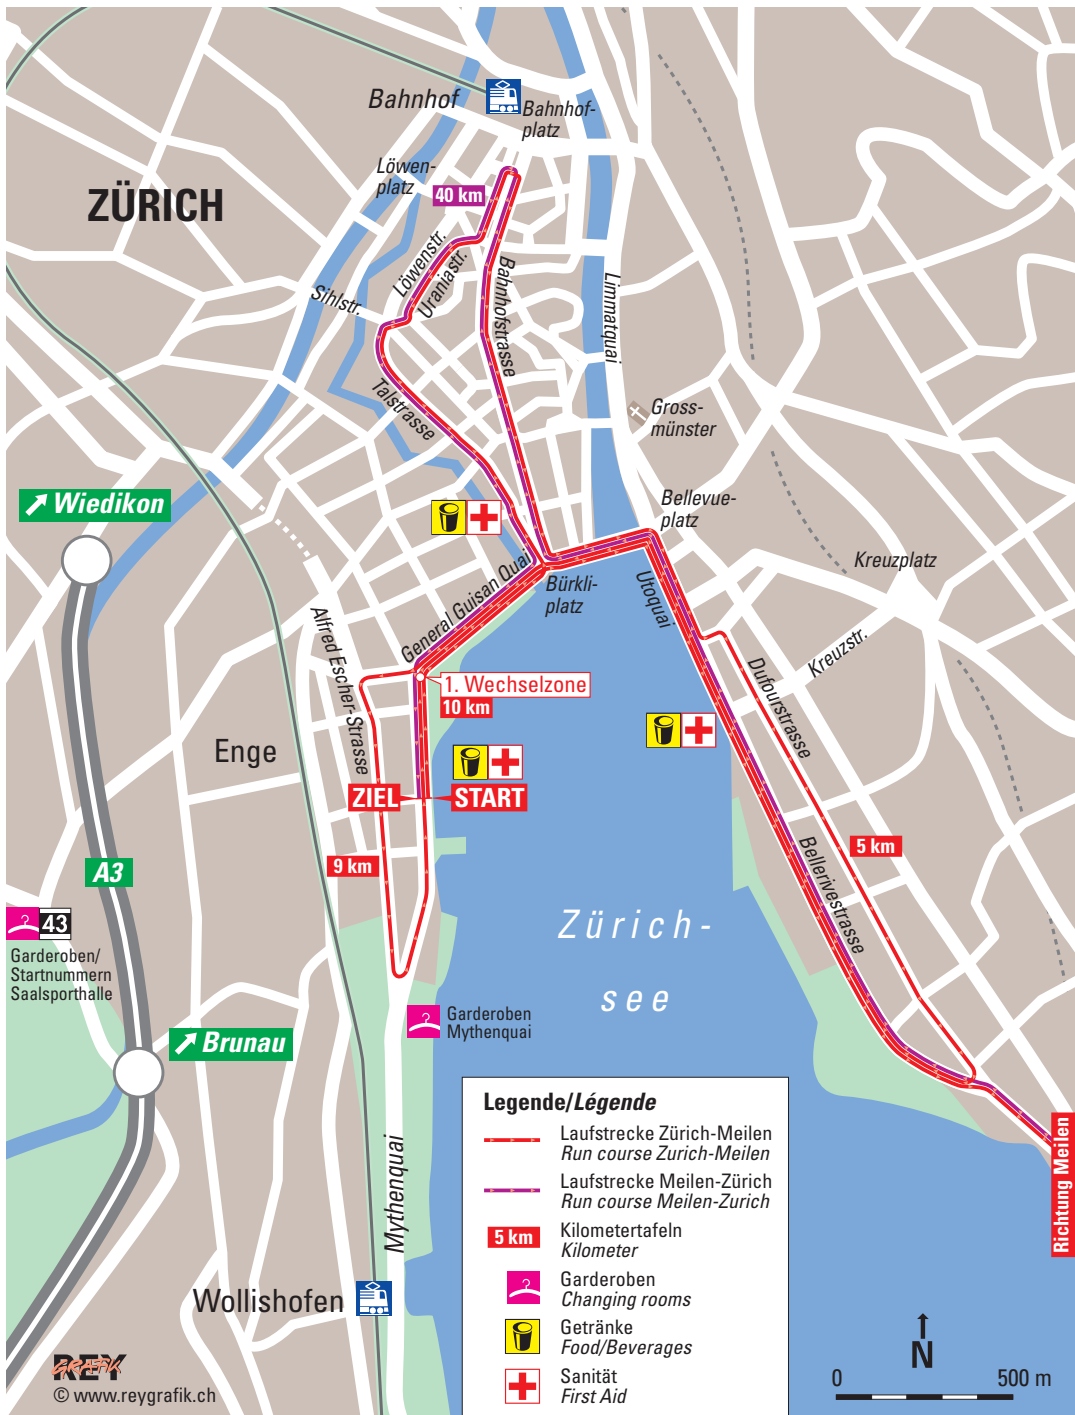 Bahnhof
Bahnhof-
platz
Löwen-
platz
ZÜRICH
40 km
Löwenstr.
Uraniastr.
Sihlstr.
Bahnhofstrasse
Limmatquai
Talstrasse
Gross-
münster
Wiedikon
Bellevue-
platz
Kreuzplatz
General Guisan Quai
Bürkli-
platz
Utoquai
Alfred Escher-Strasse
Kreuzstr.
1. Wechselzone
10 km
Dufourstrasse
Enge
ZIEL
START
9 km
5 km
A3
Bellerivestrasse
43
Garderoben/
Startnummern
Saalsporthalle
Zürich-
see
Garderoben
Mythenquai
Brunau
Legende/Légende
Laufstrecke Zürich-Meilen
Run course Zurich-Meilen
Laufstrecke Meilen-Zürich
Run course Meilen-Zurich
5 km
Kilometertafeln
Kilometer
Garderoben
Changing rooms
Getränke
Food/Beverages
Sanität
First Aid
Richtung Meilen
Mythenquai
Wollishofen
REY
GRAFIK
© www.reygrafik.ch
N
0
500 m